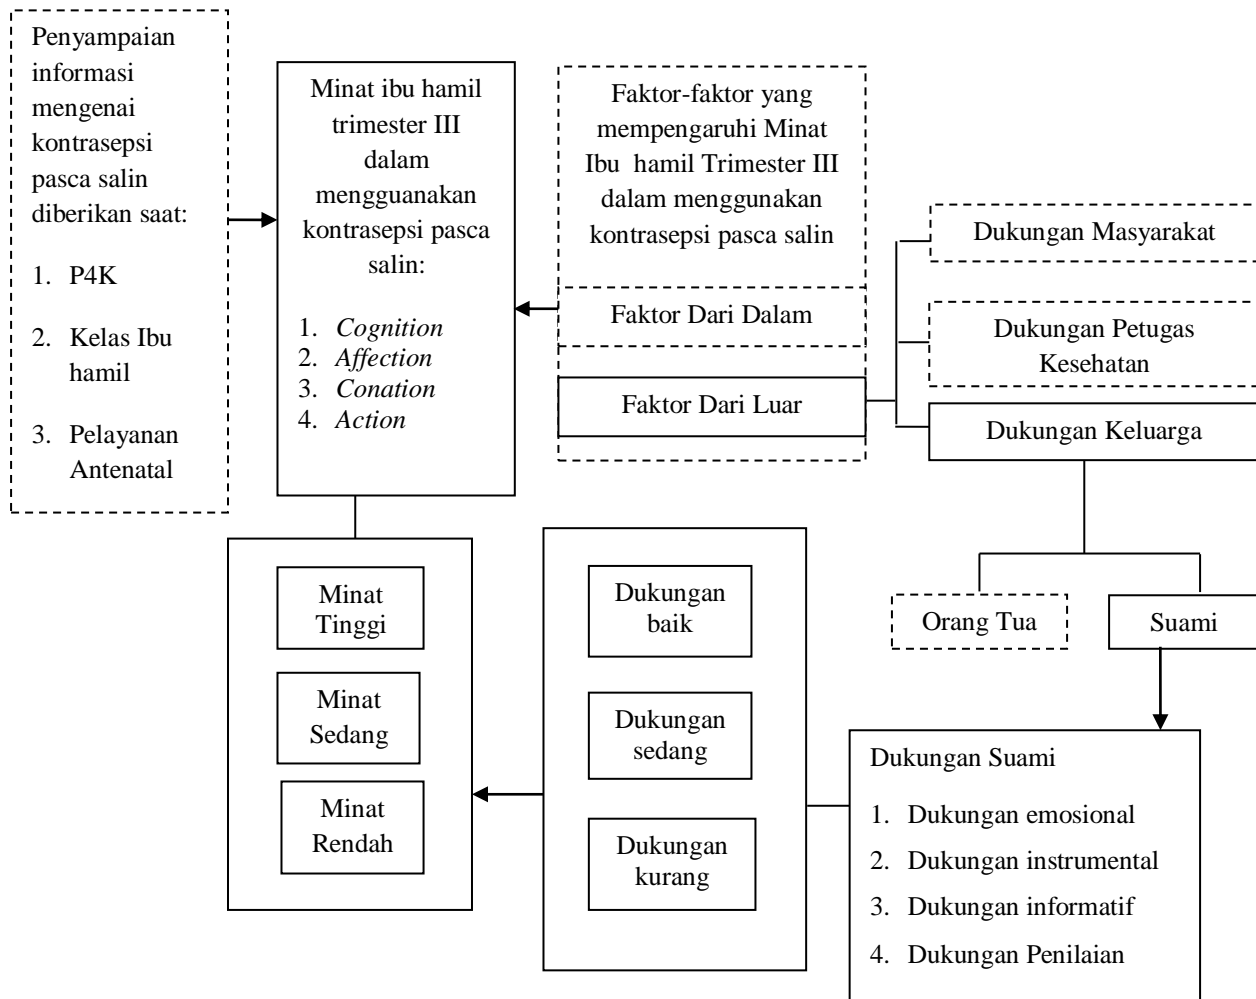 Penyampaian
informasi
mengenai
kontrasepsi
pasca salin
diberikan saat:
1. P4K
2. Kelas Ibu
hamil
3. Pelayanan
Antenatal
Minat ibu hamil
trimester III
dalam
mengguanakan
kontrasepsi pasca
salin:
1. Cognition
2. Affection
3. Conation
4. Action
Faktor-faktor yang
mempengaruhi Minat
Ibu hamil Trimester III
dalam menggunakan
kontrasepsi pasca salin
Faktor Dari Dalam
Faktor Dari Luar
Dukungan Masyarakat
Dukungan Petugas
Kesehatan
Dukungan Keluarga
Orang Tua
Suami
Minat
Tinggi
Minat
Sedang
Minat
Rendah
Dukungan
baik
Dukungan
sedang
Dukungan
kurang
Dukungan Suami
1. Dukungan emosional
2. Dukungan instrumental
3. Dukungan informatif
4. Dukungan Penilaian